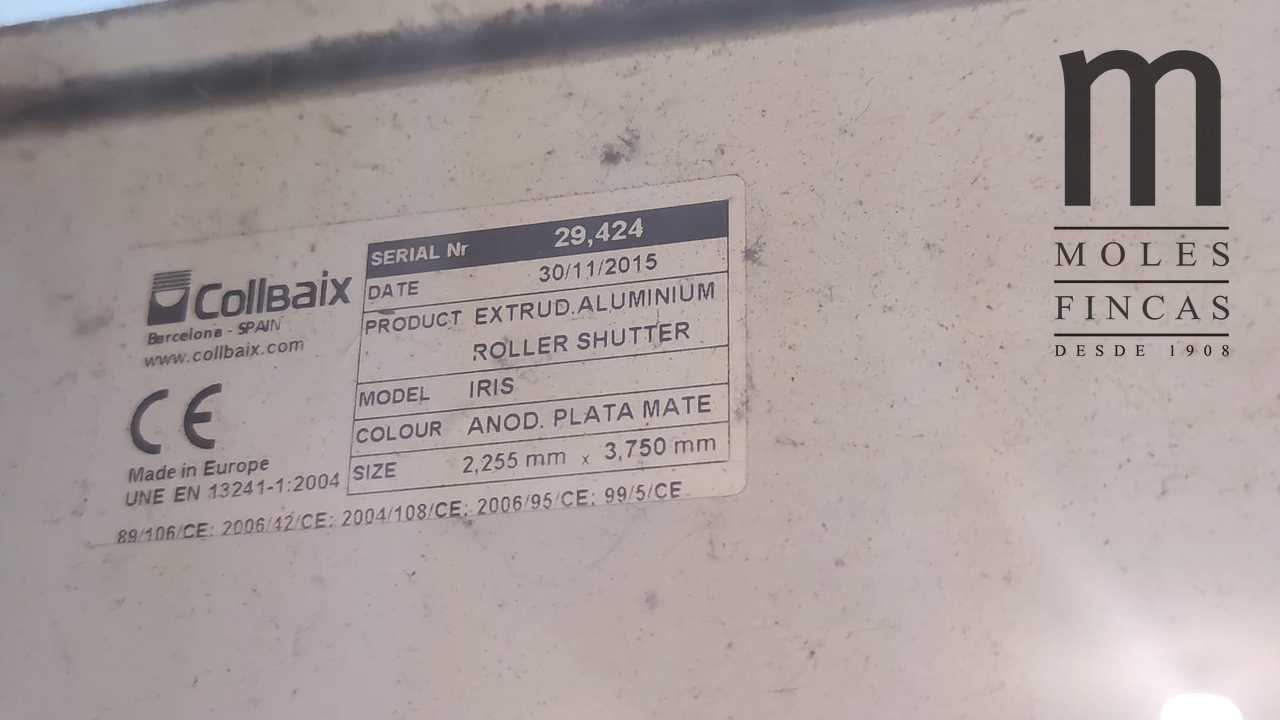 Collbaix
Barcelona - SPAIN
www.collbaix.com
CE
Made in Europe
UNE EN 13241-1:2004
SERIAL Nr 29,424
DATE 30/11/2015
PRODUCT EXTRUD.ALUMINIUM
ROLLER SHUTTER
MODEL IRIS
COLOUR ANOD. PLATA MATE
SIZE 2,255 mm x 3,750 mm
89/106/CE; 2006/42/CE; 2004/108/CE; 2006/95/CE; 99/5/CE
m
MOLES
FINCAS
DESDE 1908